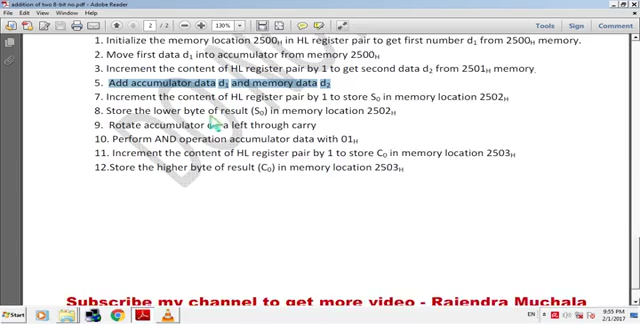 addition of two 8-bit no.pdf - Adobe Reader
File Edit View Window Help
2 / 2 130% Tools Sign Comment
1. Initialize the memory location 2500H in HL register pair to get first number d1 from 2500H memory.
2. Move first data d1 into accumulator from memory 2500H
3. Increment the content of HL register pair by 1 to get second data d2 from 2501H memory.
5. Add accumulator data d1 and memory data d2
7. Increment the content of HL register pair by 1 to store S0 in memory location 2502H
8. Store the lower byte of result (S0) in memory location 2502H
9. Rotate accumulator left through carry
10. Perform AND operation accumulator data with 01H
11. Increment the content of HL register pair by 1 to store C0 in memory location 2503H
12.Store the higher byte of result (C0) in memory location 2503H
Subscribe my channel to get more video - Rajendra Muchala
Start EN 9:55 PM
2/1/2017